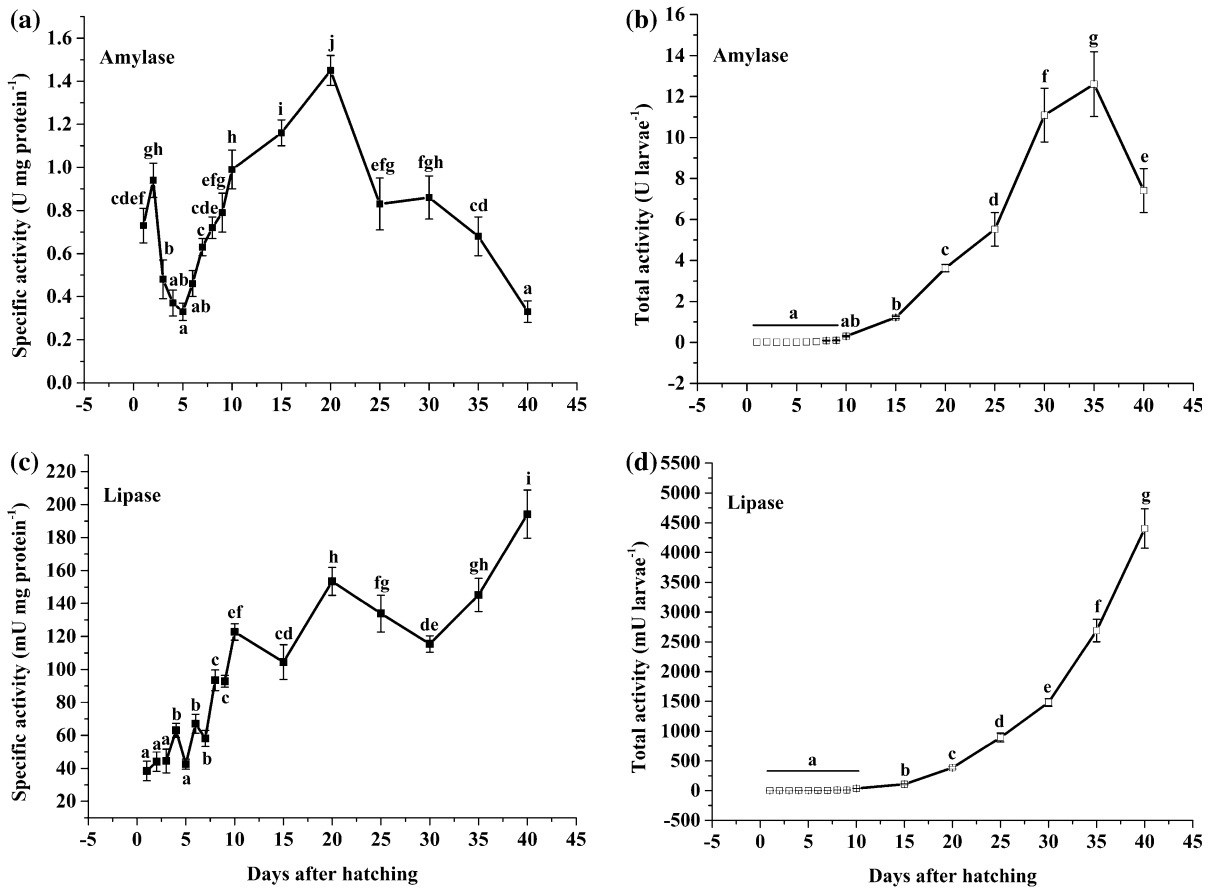 (a)
Amylase
Specific activity (U mg protein⁻¹)
1.6
1.4
1.2
1.0
0.8
0.6
0.4
0.2
0.0
cdef
gh
b
ab
a
ab
c
cde
efg
h
i
j
efg
fgh
cd
a
-5 0 5 10 15 20 25 30 35 40 45
(b)
Amylase
Total activity (U larvae⁻¹)
16
14
12
10
8
6
4
2
0
-2
a
ab
b
c
d
f
g
e
-5 0 5 10 15 20 25 30 35 40 45
(c)
Lipase
Specific activity (mU mg protein⁻¹)
220
200
180
160
140
120
100
80
60
40
20
a
a
a
b
a
b
b
c
c
ef
cd
h
fg
de
gh
i
-5 0 5 10 15 20 25 30 35 40 45
Days after hatching
(d)
Lipase
Total activity (mU larvae⁻¹)
5500
5000
4500
4000
3500
3000
2500
2000
1500
1000
500
0
-500
a
b
c
d
e
f
g
-5 0 5 10 15 20 25 30 35 40 45
Days after hatching